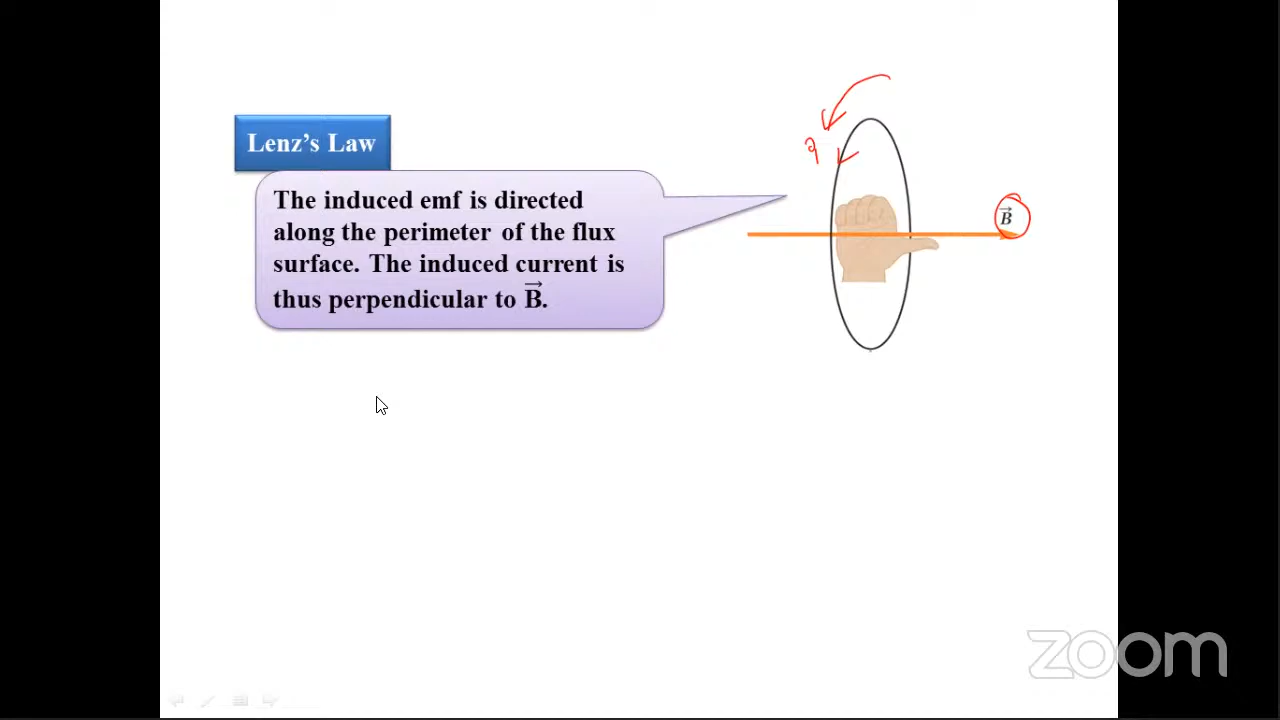 Lenz's Law
The induced emf is directed
along the perimeter of the flux
surface. The induced current is
thus perpendicular to B⃗.
B⃗
zoom